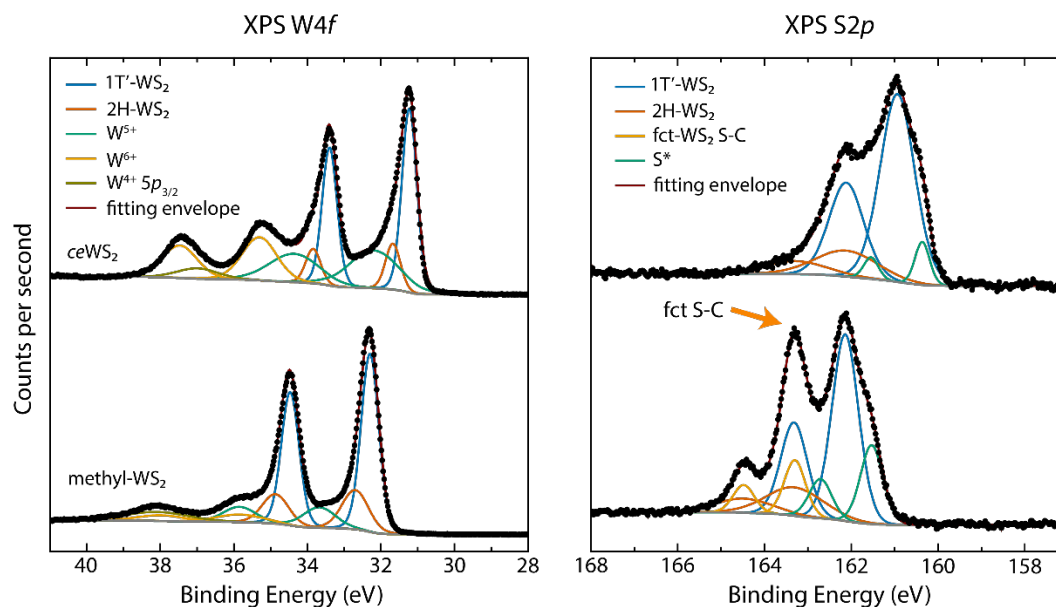 XPS W4f
XPS S2p
1T’-WS₂
2H-WS₂
W⁵⁺
W⁶⁺
W⁴⁺ 5p₃/₂
fitting envelope
ceWS₂
methyl-WS₂
1T’-WS₂
2H-WS₂
fct-WS₂ S-C
S*
fitting envelope
fct S-C
Counts per second
40 38 36 34 32 30 28
Binding Energy (eV)
168 166 164 162 160 158
Binding Energy (eV)